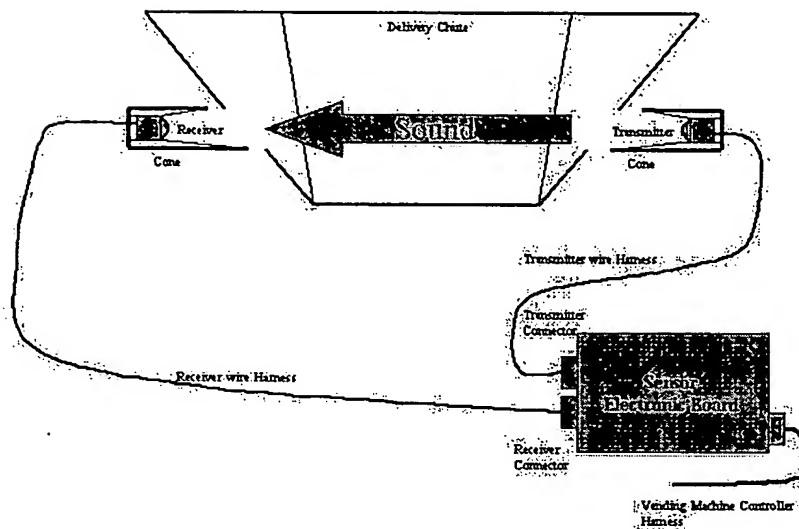 Delivery Chute
Receiver
Sound
Transmitter
Cone
Cone
Transmitter wire Harness
Transmitter
Connector
Receiver wire Harness
Sensor
Electronic Board
Receiver
Connector
Vending Machine Controller
Harness